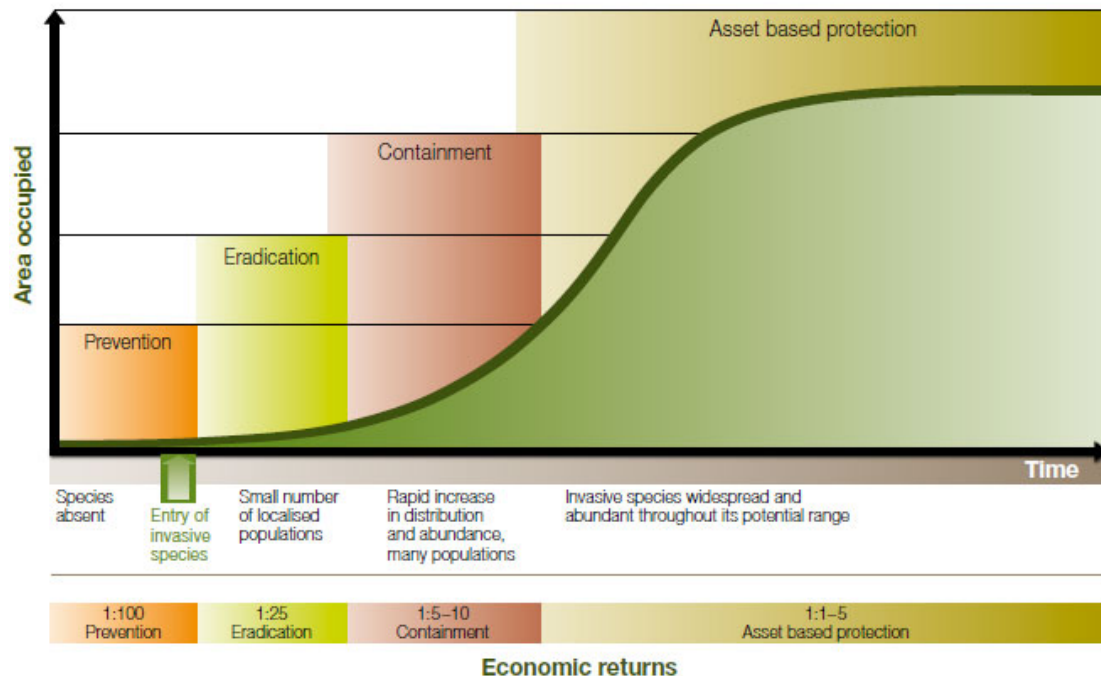 Asset based protection
Containment
Eradication
Prevention
Area occupied
Time
Species
absent
Entry of
invasive
species
Small number
of localised
populations
Rapid increase
in distribution
and abundance,
many populations
Invasive species widespread and
abundant throughout its potential range
1:100
Prevention
1:25
Eradication
1:5–10
Containment
1:1–5
Asset based protection
Economic returns